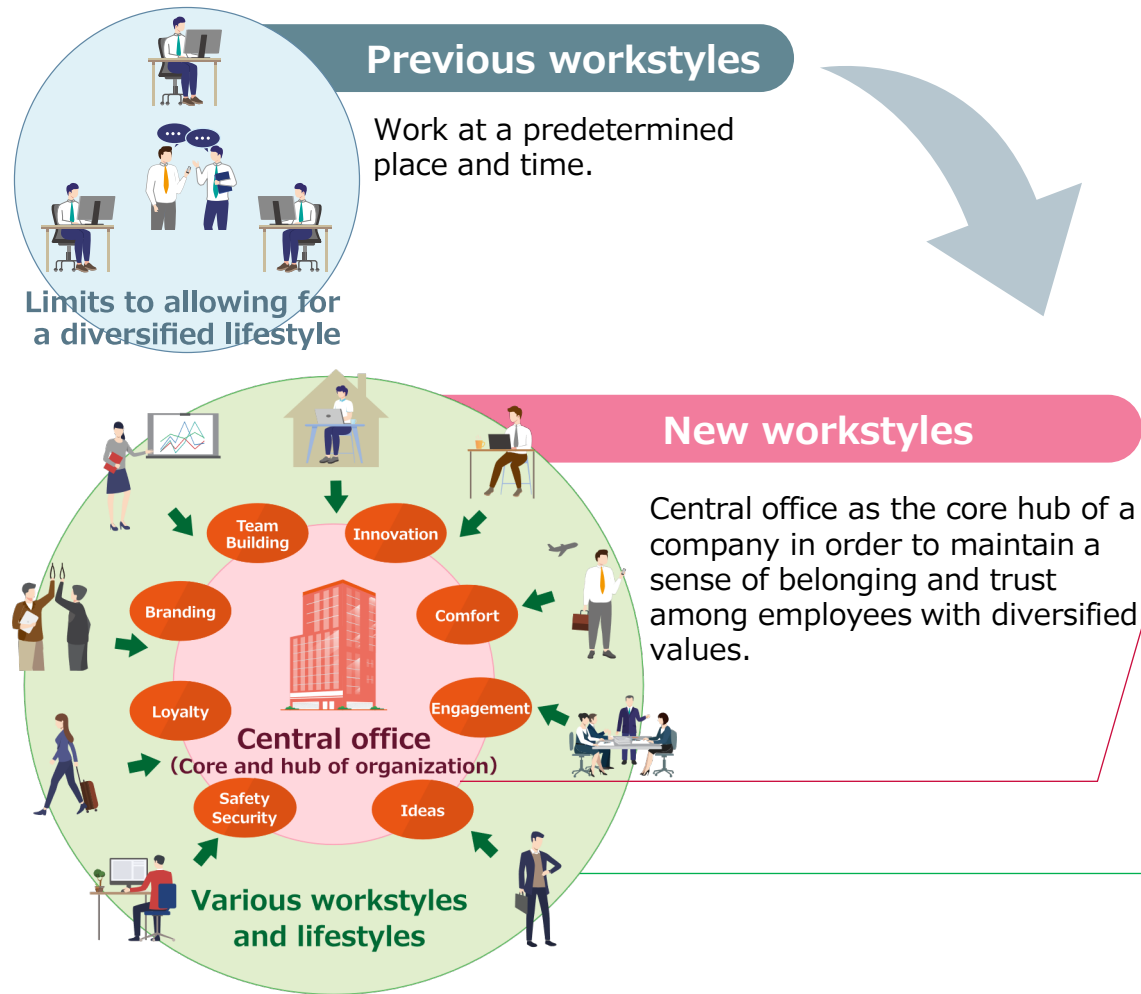 Previous workstyles
Work at a predetermined
place and time.
Limits to allowing for
a diversified lifestyle
New workstyles
Central office as the core hub of a
company in order to maintain a
sense of belonging and trust
among employees with diversified
values.
Team
Building
Innovation
Branding
Comfort
Loyalty
Engagement
Central office
(Core and hub of organization)
Safety
Security
Ideas
Various workstyles
and lifestyles